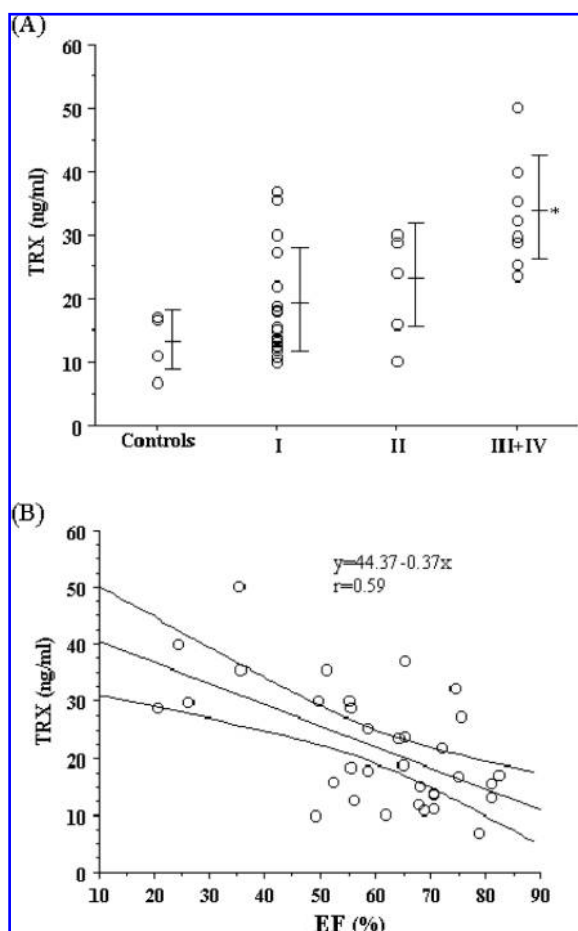 (A)
60
50
40
30
20
10
0
TRX (ng/ml)
*
Controls I II III+IV
(B)
y=44.37-0.37x
r=0.59
60
50
40
30
20
10
0
TRX (ng/ml)
10 20 30 40 50 60 70 80 90
EF (%)